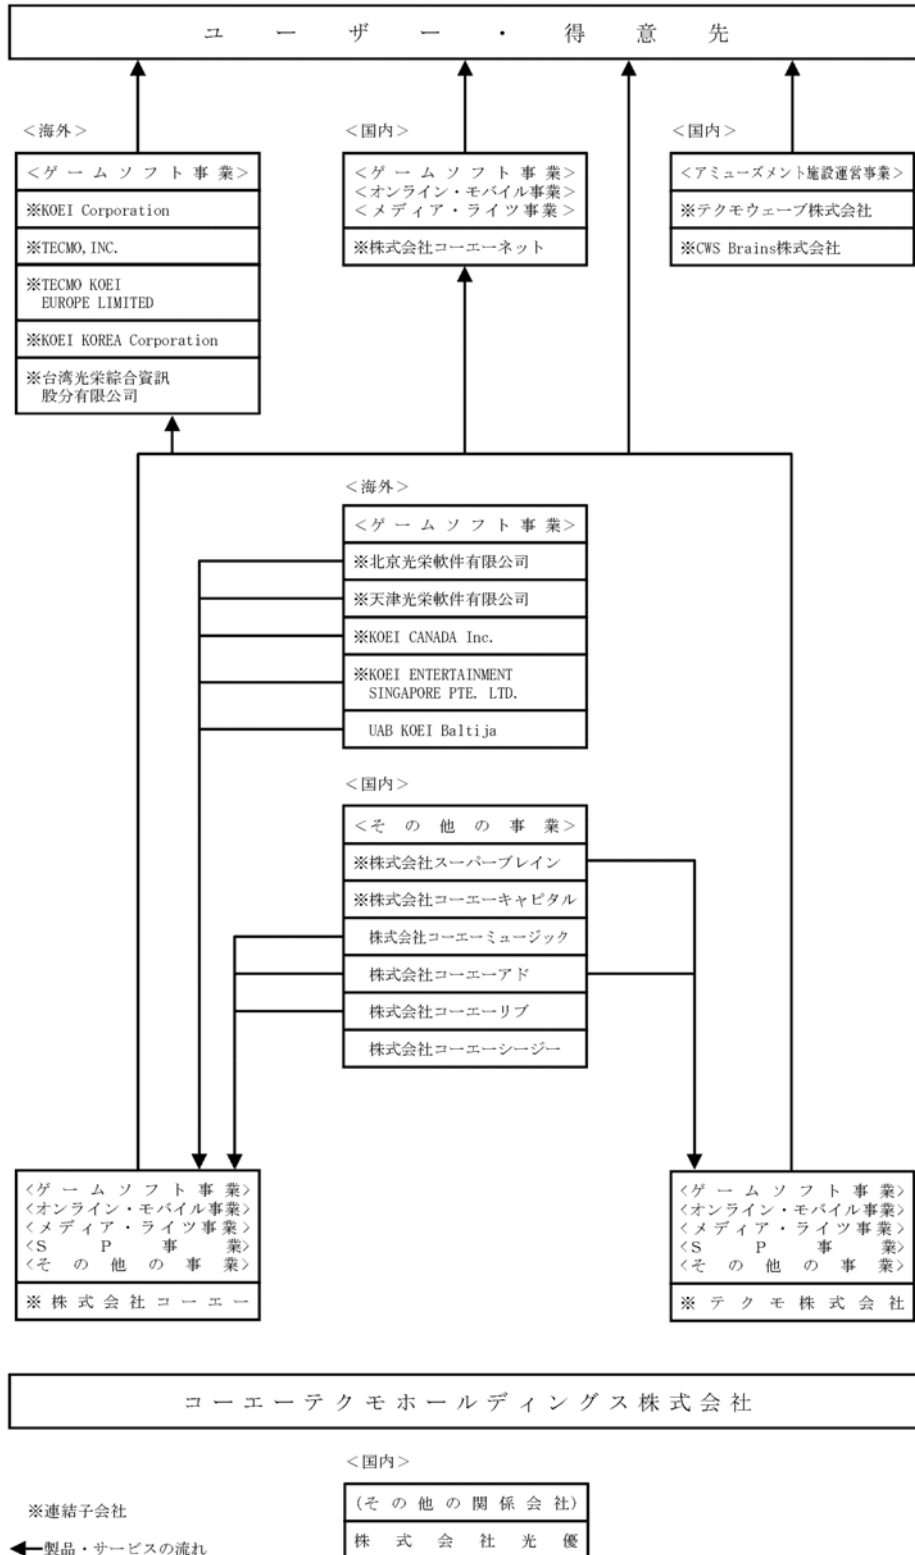 ユーザー・得意先
＜海外＞
＜ゲームソフト事業＞
※KOEI Corporation
※TECMO,INC.
※TECMO KOEI
EUROPE LIMITED
※KOEI KOREA Corporation
※台湾光栄綜合資訊
股分有限公司
＜国内＞
＜ゲームソフト事業＞
＜オンライン・モバイル事業＞
＜メディア・ライツ事業＞
※株式会社コーエーネット
＜国内＞
＜アミューズメント施設運営事業＞
※テクモウェーブ株式会社
※CWS Brains株式会社
＜海外＞
＜ゲームソフト事業＞
※北京光栄軟件有限公司
※天津光栄軟件有限公司
※KOEI CANADA Inc.
※KOEI ENTERTAINMENT
SINGAPORE PTE. LTD.
UAB KOEI Baltija
＜国内＞
＜その他の事業＞
※株式会社スーパーブレイン
※株式会社コーエーキャピタル
株式会社コーエーミュージック
株式会社コーエーアド
株式会社コーエーリブ
株式会社コーエーシージー
〈ゲームソフト事業〉
〈オンライン・モバイル事業〉
〈メディア・ライツ事業〉
〈SP事業〉
〈その他の事業〉
※株式会社コーエー
〈ゲームソフト事業〉
〈オンライン・モバイル事業〉
〈メディア・ライツ事業〉
〈SP事業〉
〈その他の事業〉
※テクモ株式会社
コーエーテクモホールディングス株式会社
＜国内＞
(その他の関係会社)
株式会社光優
※連結子会社
製品・サービスの流れ